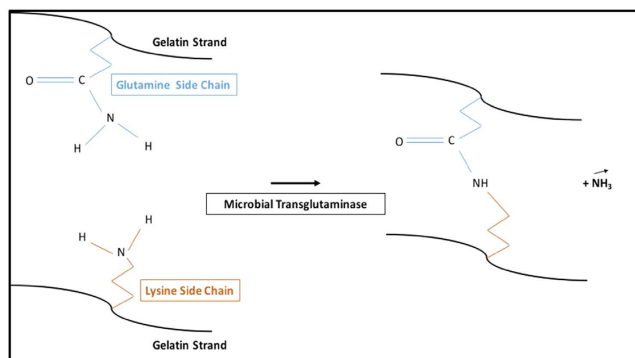 Gelatin Strand
O
C
Glutamine Side Chain
N
H
H
Microbial Transglutaminase
H
H
N
Lysine Side Chain
Gelatin Strand
O
C
NH
+ NH₃